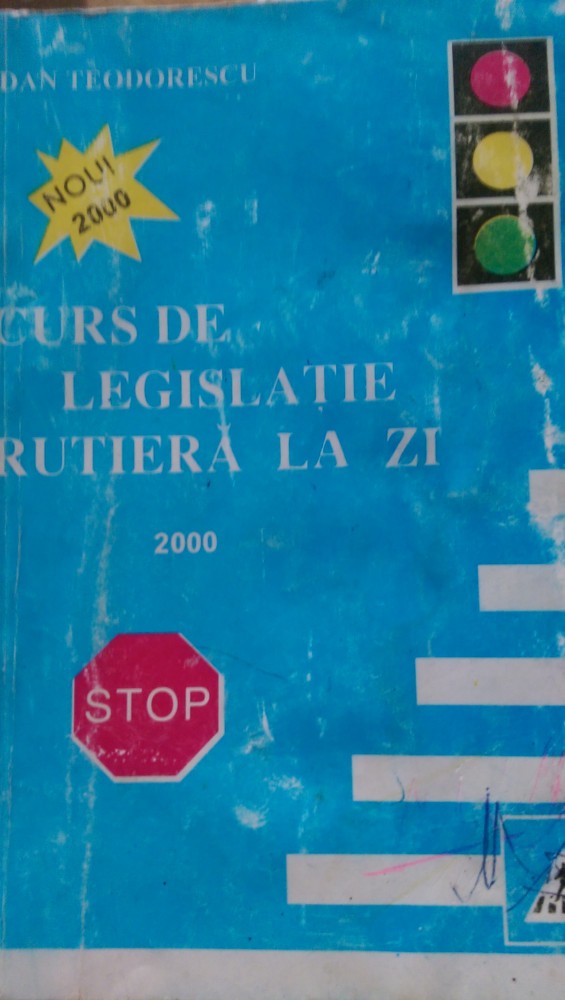 DAN TEODORESCU
NOU!
2000
CURS DE
LEGISLAȚIE
RUTIERĂ LA ZI
2000
STOP